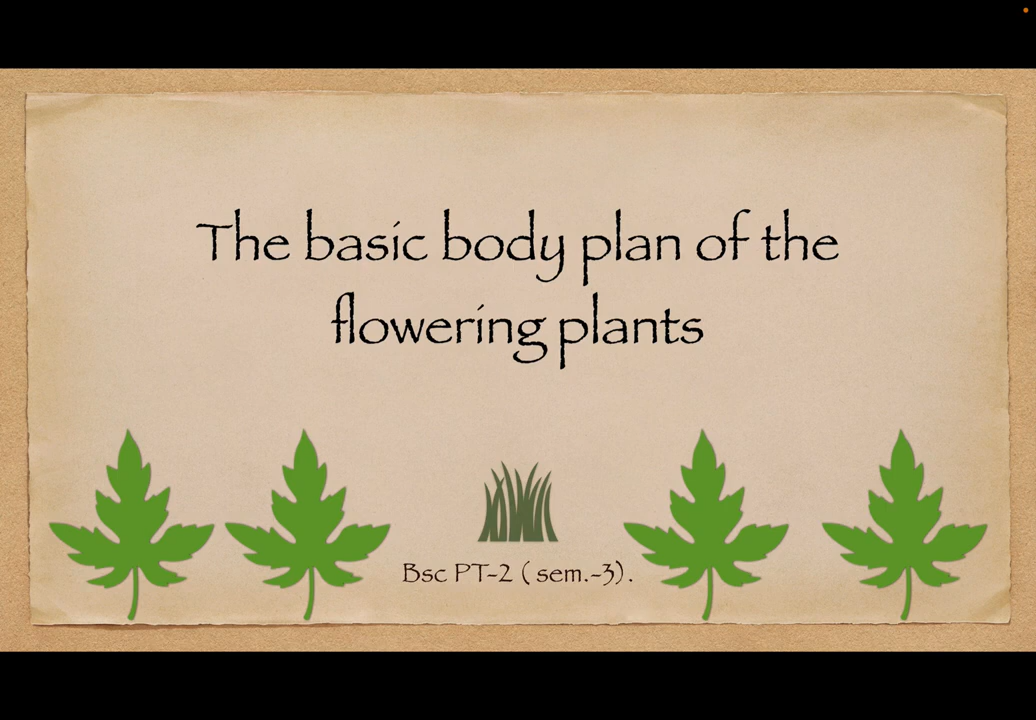 The basic body plan of the
flowering plants
Bsc PT-2 ( sem.-3).